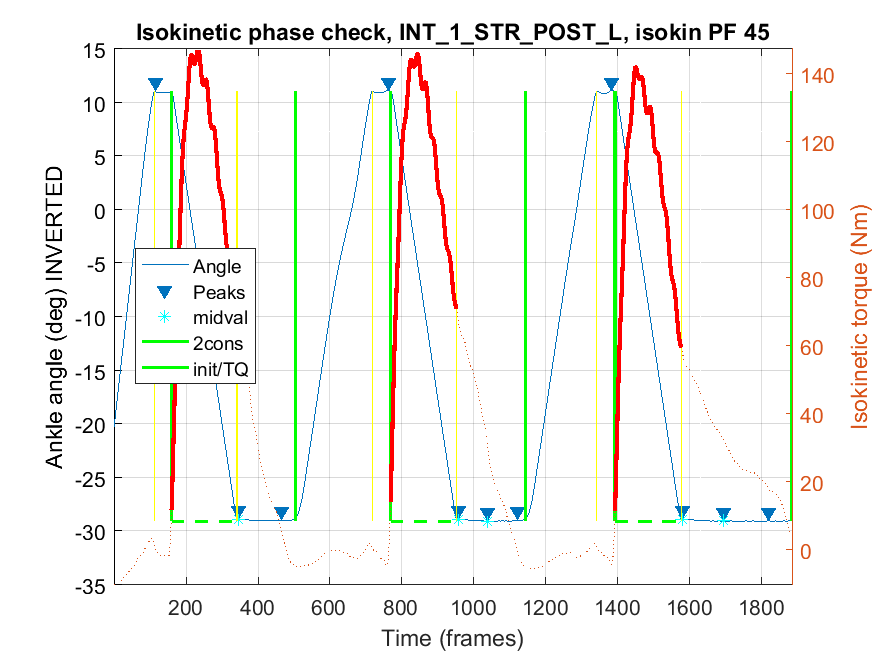 Isokinetic phase check, INT_1_STR_POST_L, isokin PF 45
Ankle angle (deg) INVERTED
15
10
5
0
-5
-10
-15
-20
-25
-30
-35
Angle
Peaks
midval
2cons
init/TQ
140
120
100
80
60
40
20
0
Isokinetic torque (Nm)
200 400 600 800 1000 1200 1400 1600 1800
Time (frames)